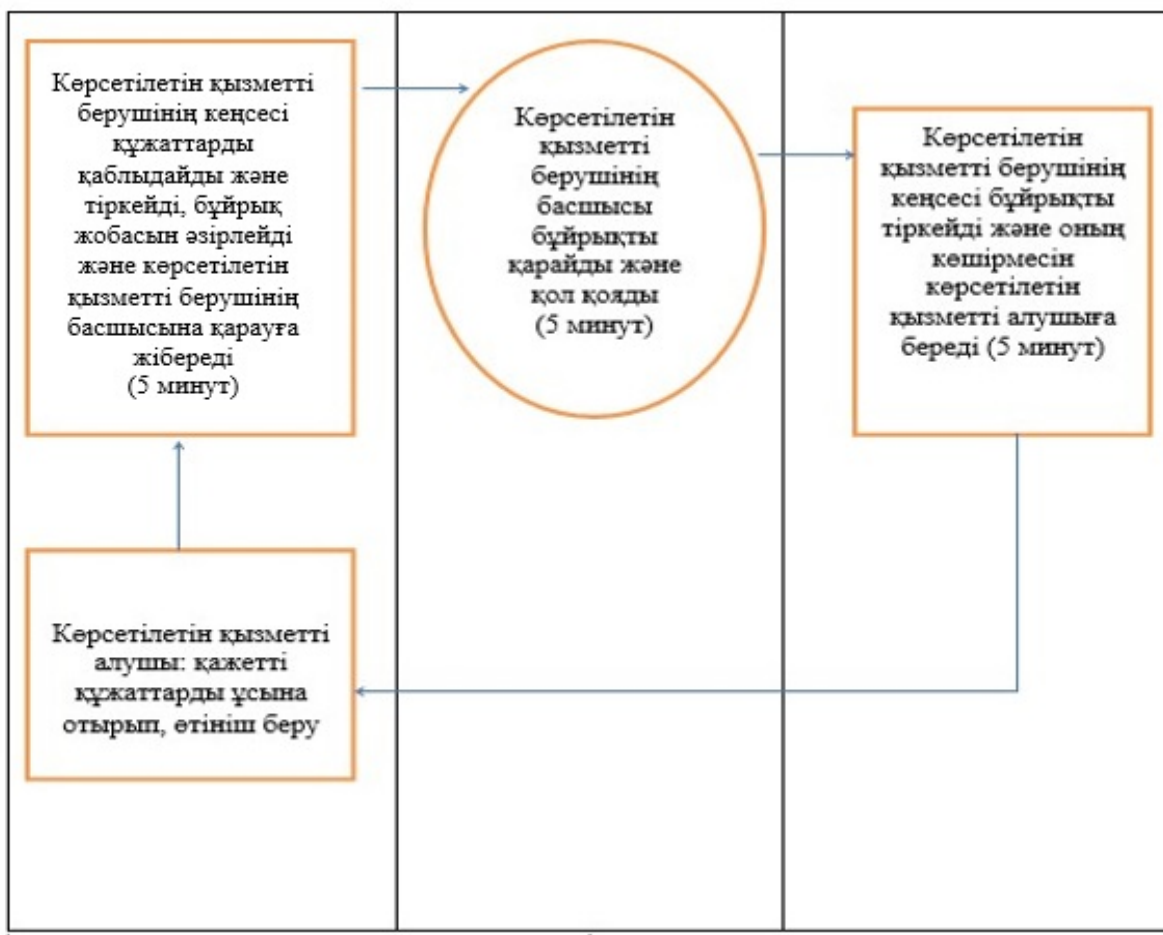 Көрсетілетін қызметті
берушінің кеңсесі
құжаттарды
қаблыдайды және
тіркейді, бұйрық
жобасын әзірлейді
және көрсетілетін
қызметті берушінің
басшысына қарауға
жібереді
(5 минут)
Көрсетілетін
қызметті
берушінің
басшысы
бұйрықты
қарайды және
қол қояды
(5 минут)
Көрсетілетін
қызметті берушінің
кеңсесі бұйрықты
тіркейді және оның
көшірмесін
көрсетілетін
қызметті алушыға
береді (5 минут)
Көрсетілетін қызметті
алушы: қажетті
құжаттарды ұсына
отырып, өтініш беру